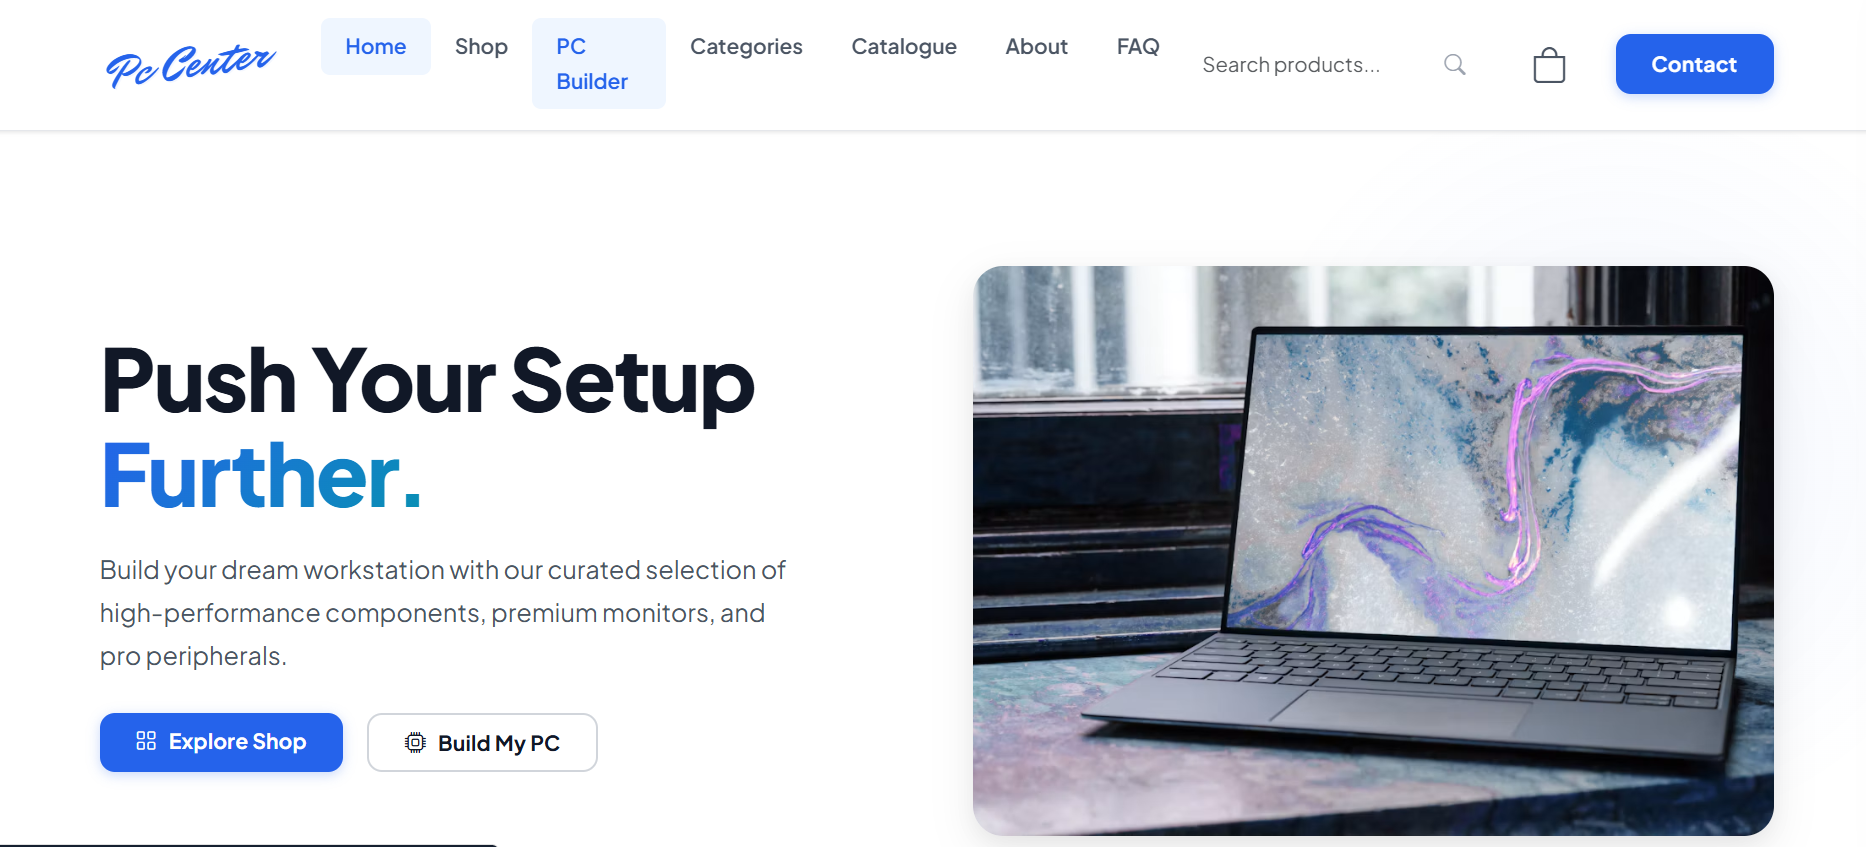 Pc Center
Home
Shop
PC
Builder
Categories
Catalogue
About
FAQ
Search products...
Contact
Push Your Setup
Further.
Build your dream workstation with our curated selection of
high-performance components, premium monitors, and
pro peripherals.
Explore Shop
Build My PC